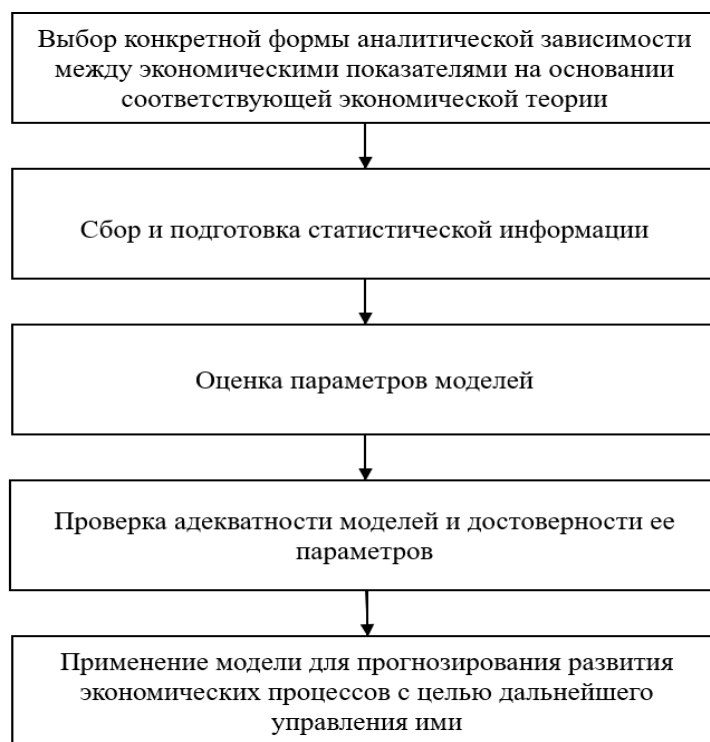 Выбор конкретной формы аналитической зависимости
между экономическими показателями на основании
соответствующей экономической теории
Сбор и подготовка статистической информации
Оценка параметров моделей
Проверка адекватности моделей и достоверности ее
параметров
Применение модели для прогнозирования развития
экономических процессов с целью дальнейшего
управления ими